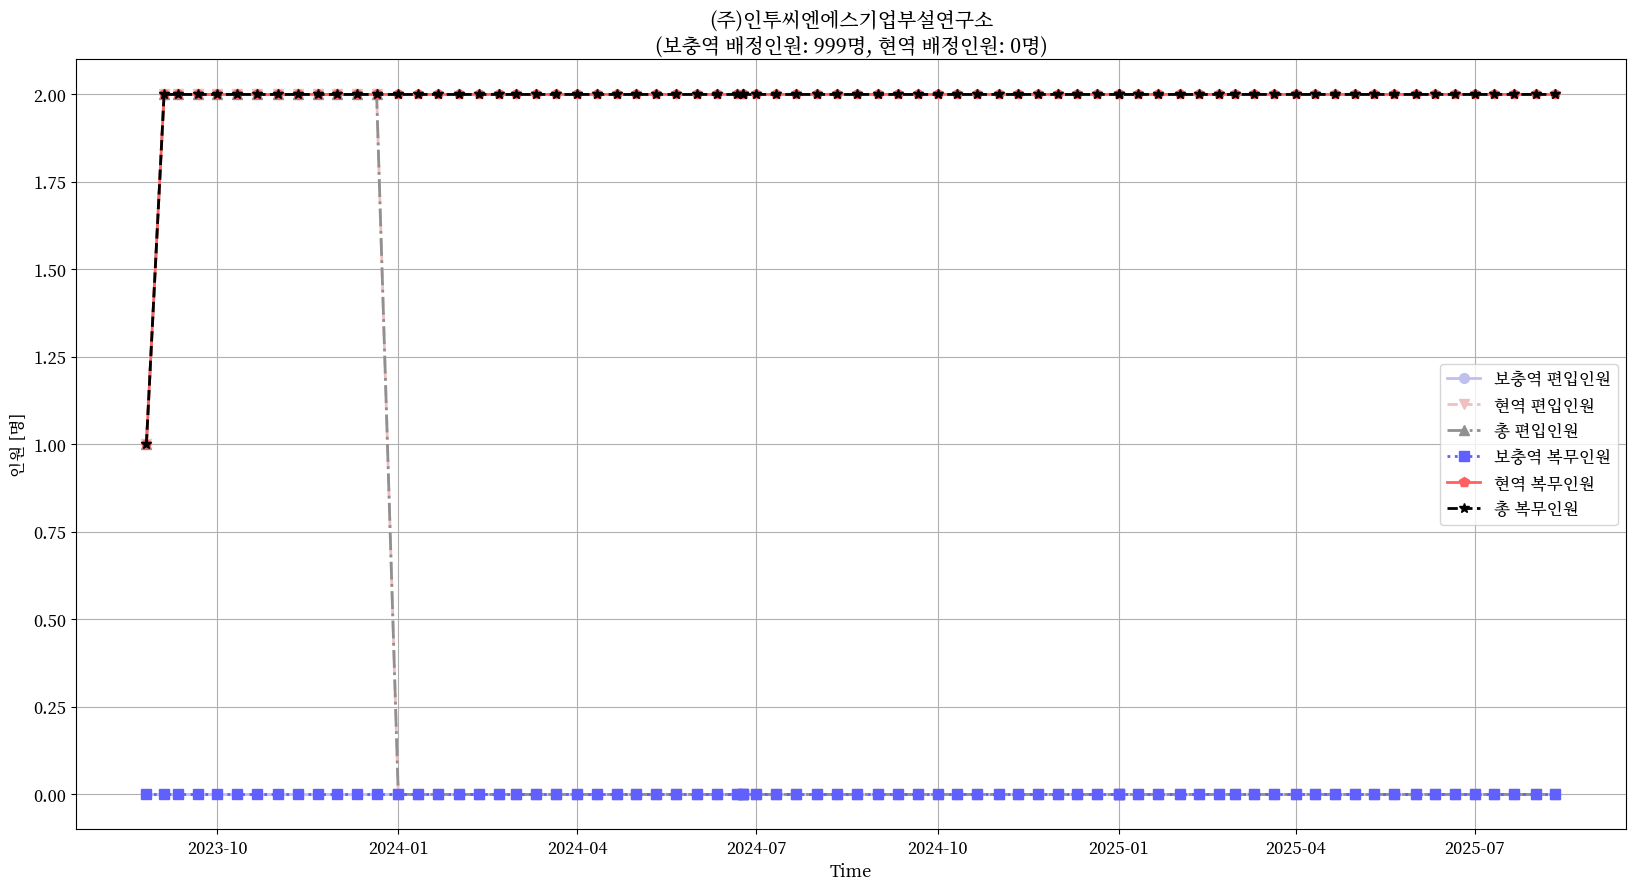 (주)인투씨엔에스기업부설연구소
(보충역 배정인원: 999명, 현역 배정인원: 0명)
2.00
1.75
1.50
1.25
1.00
0.75
0.50
0.25
0.00
인원 [명]
보충역 편입인원
현역 편입인원
총 편입인원
보충역 복무인원
현역 복무인원
총 복무인원
2023-10
2024-01
2024-04
2024-07
2024-10
2025-01
2025-04
2025-07
Time